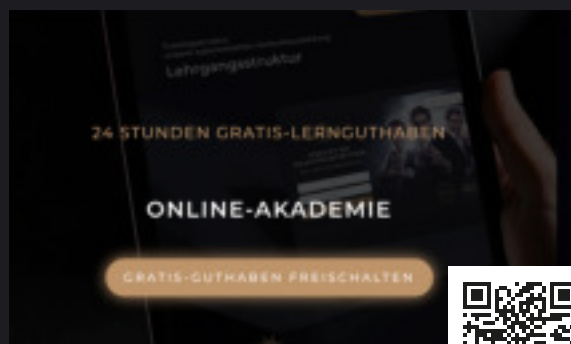 Lehrgangsstruktur
24 STUNDEN GRATIS-LERNGUTHABEN
ONLINE-AKADEMIE
GRATIS-GUTHABEN FREISCHALTEN